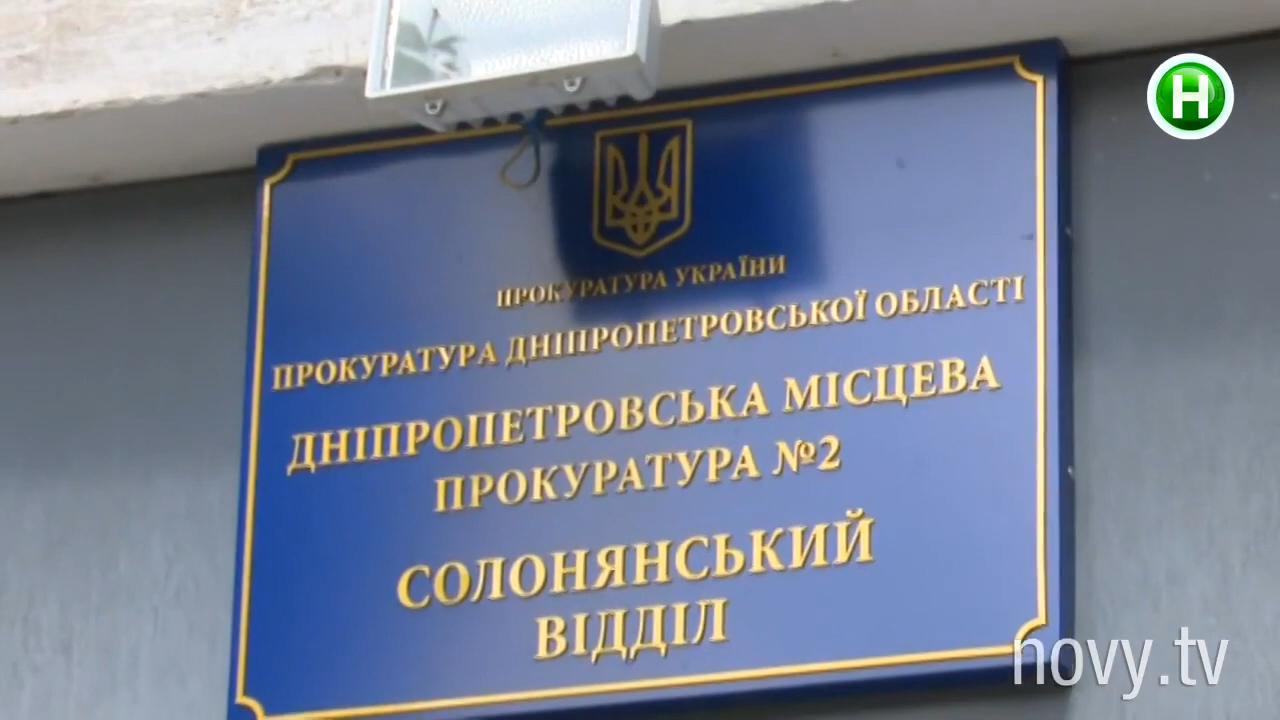 Н
ПРОКУРАТУРА УКРАЇНИ
ПРОКУРАТУРА ДНІПРОПЕТРОВСЬКОЇ ОБЛАСТІ
ДНІПРОПЕТРОВСЬКА МІСЦЕВА
ПРОКУРАТУРА №2
СОЛОНЯНСЬКИЙ
ВІДДІЛ
novy.tv